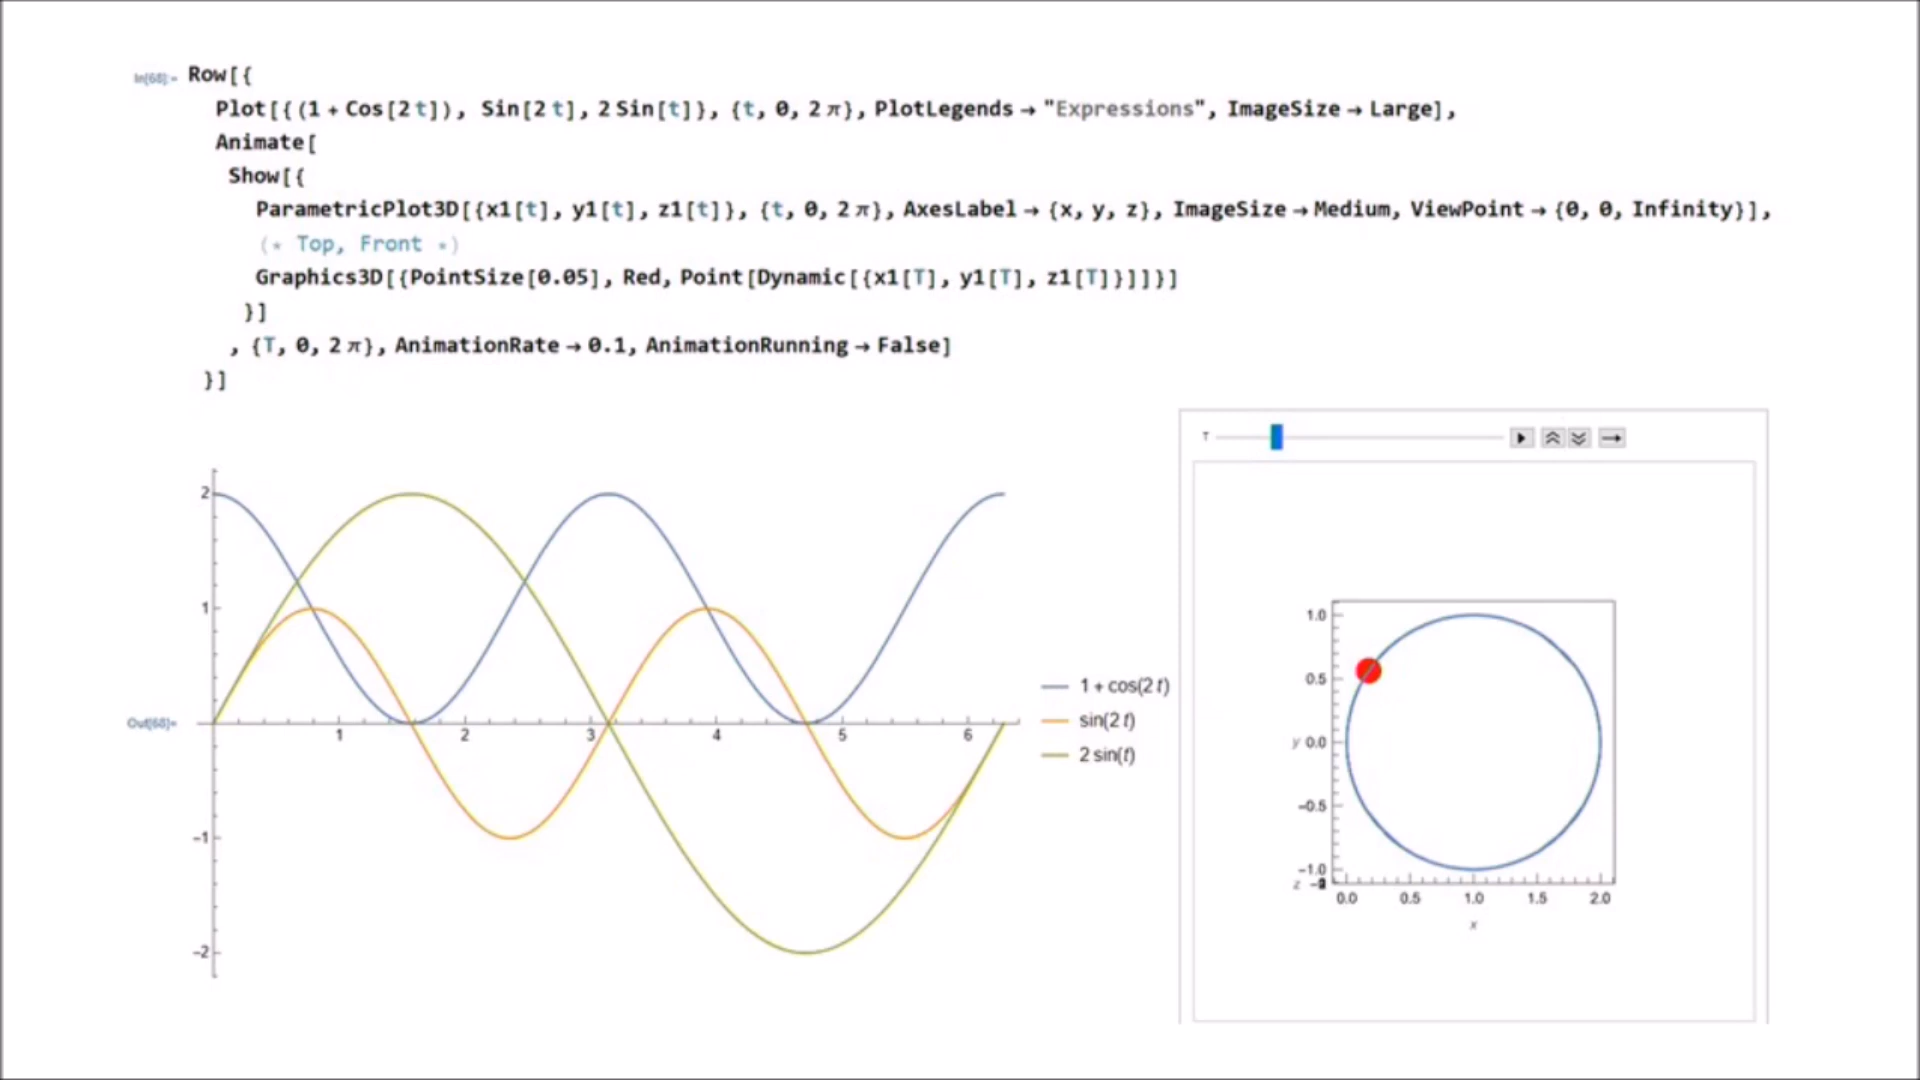 In[68]:= Row[{
Plot[{(1 + Cos[2 t]), Sin[2 t], 2 Sin[t]}, {t, 0, 2 π}, PlotLegends → "Expressions", ImageSize → Large],
Animate[
Show[{
ParametricPlot3D[{x1[t], y1[t], z1[t]}, {t, 0, 2 π}, AxesLabel → {x, y, z}, ImageSize → Medium, ViewPoint → {0, 0, Infinity}],
(* Top, Front *)
Graphics3D[{PointSize[0.05], Red, Point[Dynamic[{x1[T], y1[T], z1[T]}]]}]
}]
, {T, 0, 2 π}, AnimationRate → 0.1, AnimationRunning → False]
}]
Out[68]=
2
1
-1
-2
1 2 3 4 5 6
1 + cos(2 t)
sin(2 t)
2 sin(t)
T
1.0
0.5
y 0.0
-0.5
-1.0
z
0.0 0.5 1.0 1.5 2.0
x